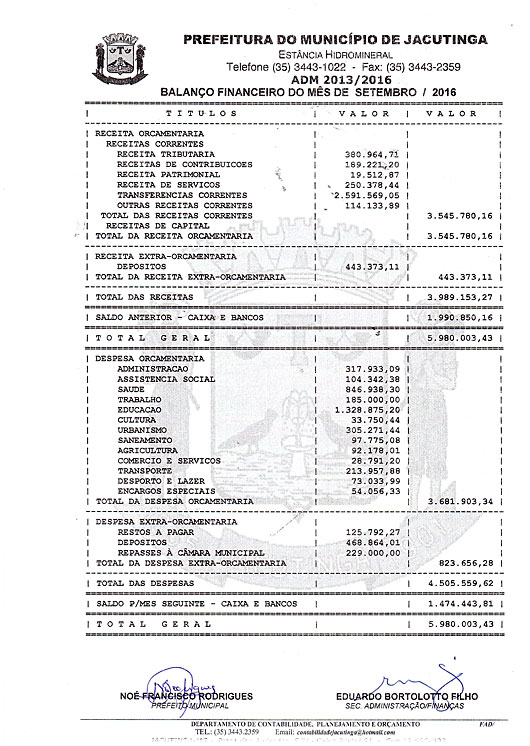 PREFEITURA DO MUNICÍPIO DE JACUTINGA
ESTÂNCIA HIDROMINERAL
Telefone (35) 3443-1022 - Fax: (35) 3443-2359
ADM 2013/2016
BALANÇO FINANCEIRO DO MÊS DE SETEMBRO / 2016
T I T U L O S | V A L O R | V A L O R
RECEITA ORCAMENTARIA
RECEITAS CORRENTES
RECEITA TRIBUTARIA 380.964,71
RECEITAS DE CONTRIBUICOES 189.221,20
RECEITA PATRIMONIAL 19.512,87
RECEITA DE SERVICOS 250.378,44
TRANSFERENCIAS CORRENTES 2.591.569,05
OUTRAS RECEITAS CORRENTES 114.133,89
TOTAL DAS RECEITAS CORRENTES 3.545.780,16
RECEITAS DE CAPITAL
TOTAL DA RECEITA ORCAMENTARIA 3.545.780,16
RECEITA EXTRA-ORCAMENTARIA
DEPOSITOS 443.373,11
TOTAL DA RECEITA EXTRA-ORCAMENTARIA 443.373,11
TOTAL DAS RECEITAS 3.989.153,27
SALDO ANTERIOR - CAIXA E BANCOS 1.990.850,16
T O T A L G E R A L 5.980.003,43
DESPESA ORCAMENTARIA
ADMINISTRACAO 317.933,09
ASSISTENCIA SOCIAL 104.342,38
SAUDE 846.938,30
TRABALHO 185.000,00
EDUCACAO 1.328.875,20
CULTURA 33.750,44
URBANISMO 305.271,44
SANEAMENTO 97.775,08
AGRICULTURA 92.178,01
COMERCIO E SERVICOS 28.791,20
TRANSPORTE 213.957,88
DESPORTO E LAZER 73.033,99
ENCARGOS ESPECIAIS 54.056,33
TOTAL DA DESPESA ORCAMENTARIA 3.681.903,34
DESPESA EXTRA-ORCAMENTARIA
RESTOS A PAGAR 125.792,27
DEPOSITOS 468.864,01
REPASSES À CÂMARA MUNICIPAL 229.000,00
TOTAL DA DESPESA EXTRA-ORCAMENTARIA 823.656,28
TOTAL DAS DESPESAS 4.505.559,62
SALDO P/MES SEGUINTE - CAIXA E BANCOS 1.474.443,81
T O T A L G E R A L 5.980.003,43
NOÉ FRANCISCO RODRIGUES
PREFEITO MUNICIPAL
EDUARDO BORTOLOTTO FILHO
SEC. ADMINISTRAÇÃO/FINANÇAS
DEPARTAMENTO DE CONTABILIDADE, PLANEJAMENTO E ORÇAMENTO FAD/
TEL.: (35) 3443.2359 Email: contabilidadejacutinga@hotmail.com